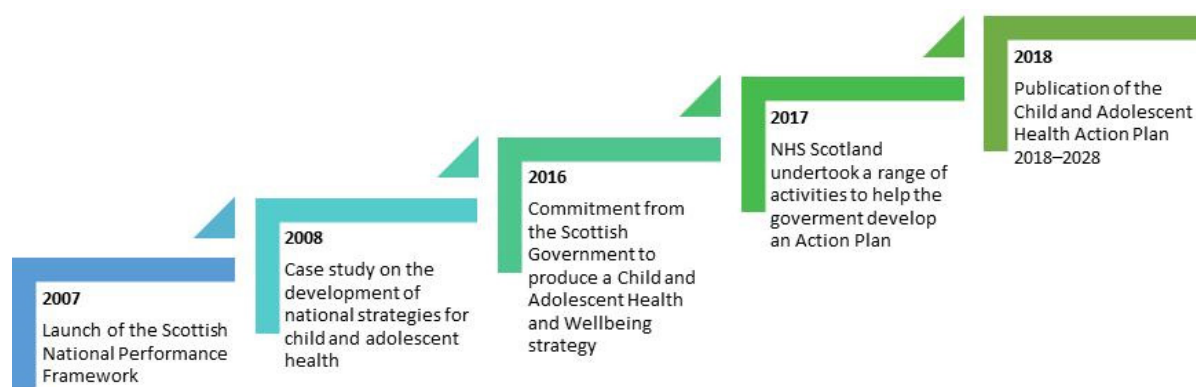 2007
Launch of the Scottish
National Performance
Framework
2008
Case study on the
development of
national strategies for
child and adolescent
health
2016
Commitment from
the Scottish
Government to
produce a Child and
Adolescent Health
and Wellbeing
strategy
2017
NHS Scotland
undertook a range of
activities to help the
goverment develop
an Action Plan
2018
Publication of the
Child and Adolescent
Health Action Plan
2018–2028